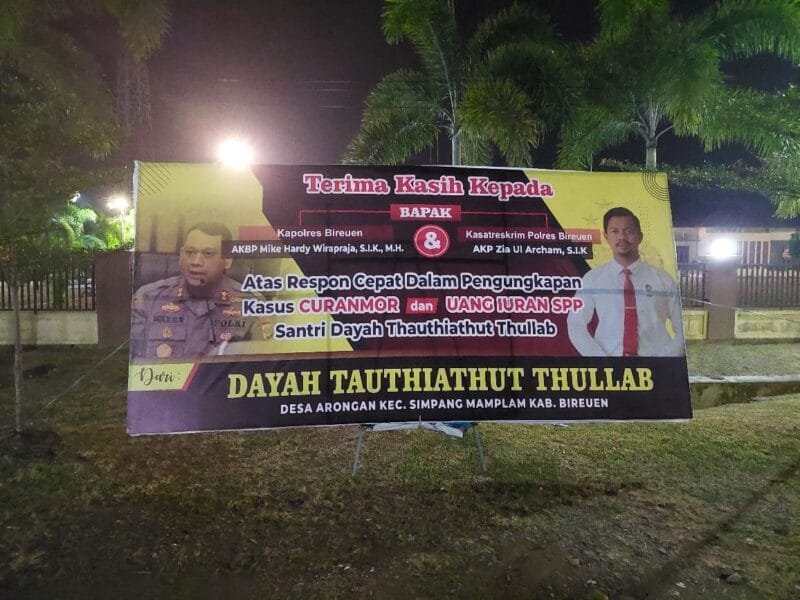 Terima Kasih Kepada
BAPAK
Kapolres Bireuen
AKBP Mike Hardy Wirapraja, S.I.K., M.H.
&
Kasatreskrim Polres Bireuen
AKP Zia Ul Archam, S.I.K
Atas Respon Cepat Dalam Pengungkapan
Kasus CURANMOR dan UANG IURAN SPP
Santri Dayah Thauthiathut Thullab
POLRI
Dari:
DAYAH TAUTHIATHUT THULLAB
DESA ARONGAN KEC. SIMPANG MAMPLAM KAB. BIREUEN